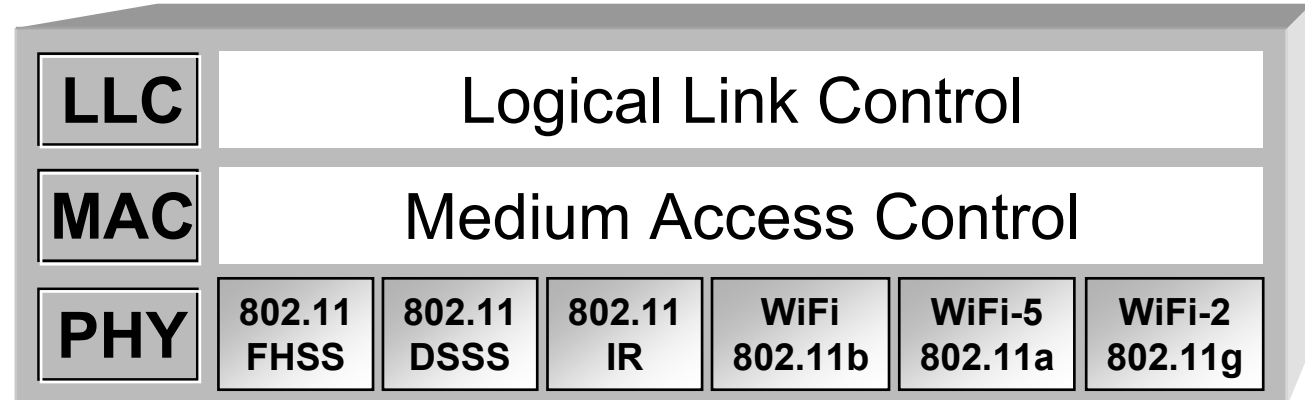 LLC
Logical Link Control
MAC
Medium Access Control
PHY
802.11
FHSS
802.11
DSSS
802.11
IR
WiFi
802.11b
WiFi-5
802.11a
WiFi-2
802.11g